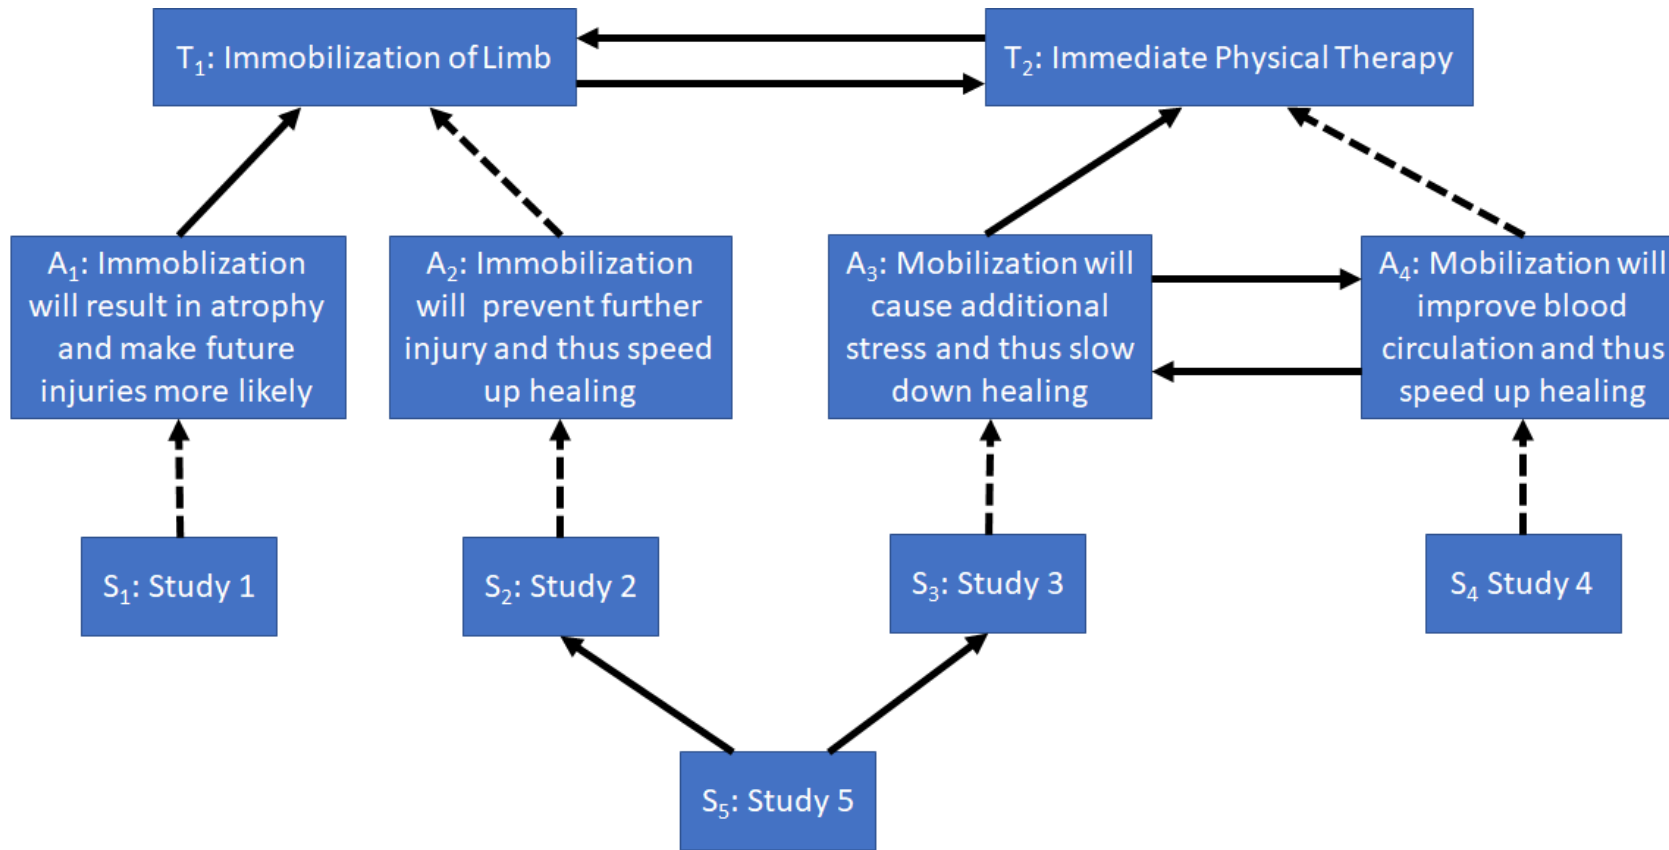 T₁: Immobilization of Limb
T₂: Immediate Physical Therapy
A₁: Immoblization
will result in atrophy
and make future
injuries more likely
A₂: Immobilization
will prevent further
injury and thus speed
up healing
A₃: Mobilization will
cause additional
stress and thus slow
down healing
A₄: Mobilization will
improve blood
circulation and thus
speed up healing
S₁: Study 1
S₂: Study 2
S₃: Study 3
S₄ Study 4
S₅: Study 5